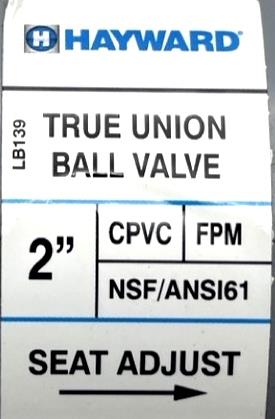 HAYWARD®
LB139
TRUE UNION
BALL VALVE
2”
CPVC FPM
NSF/ANSI61
SEAT ADJUST